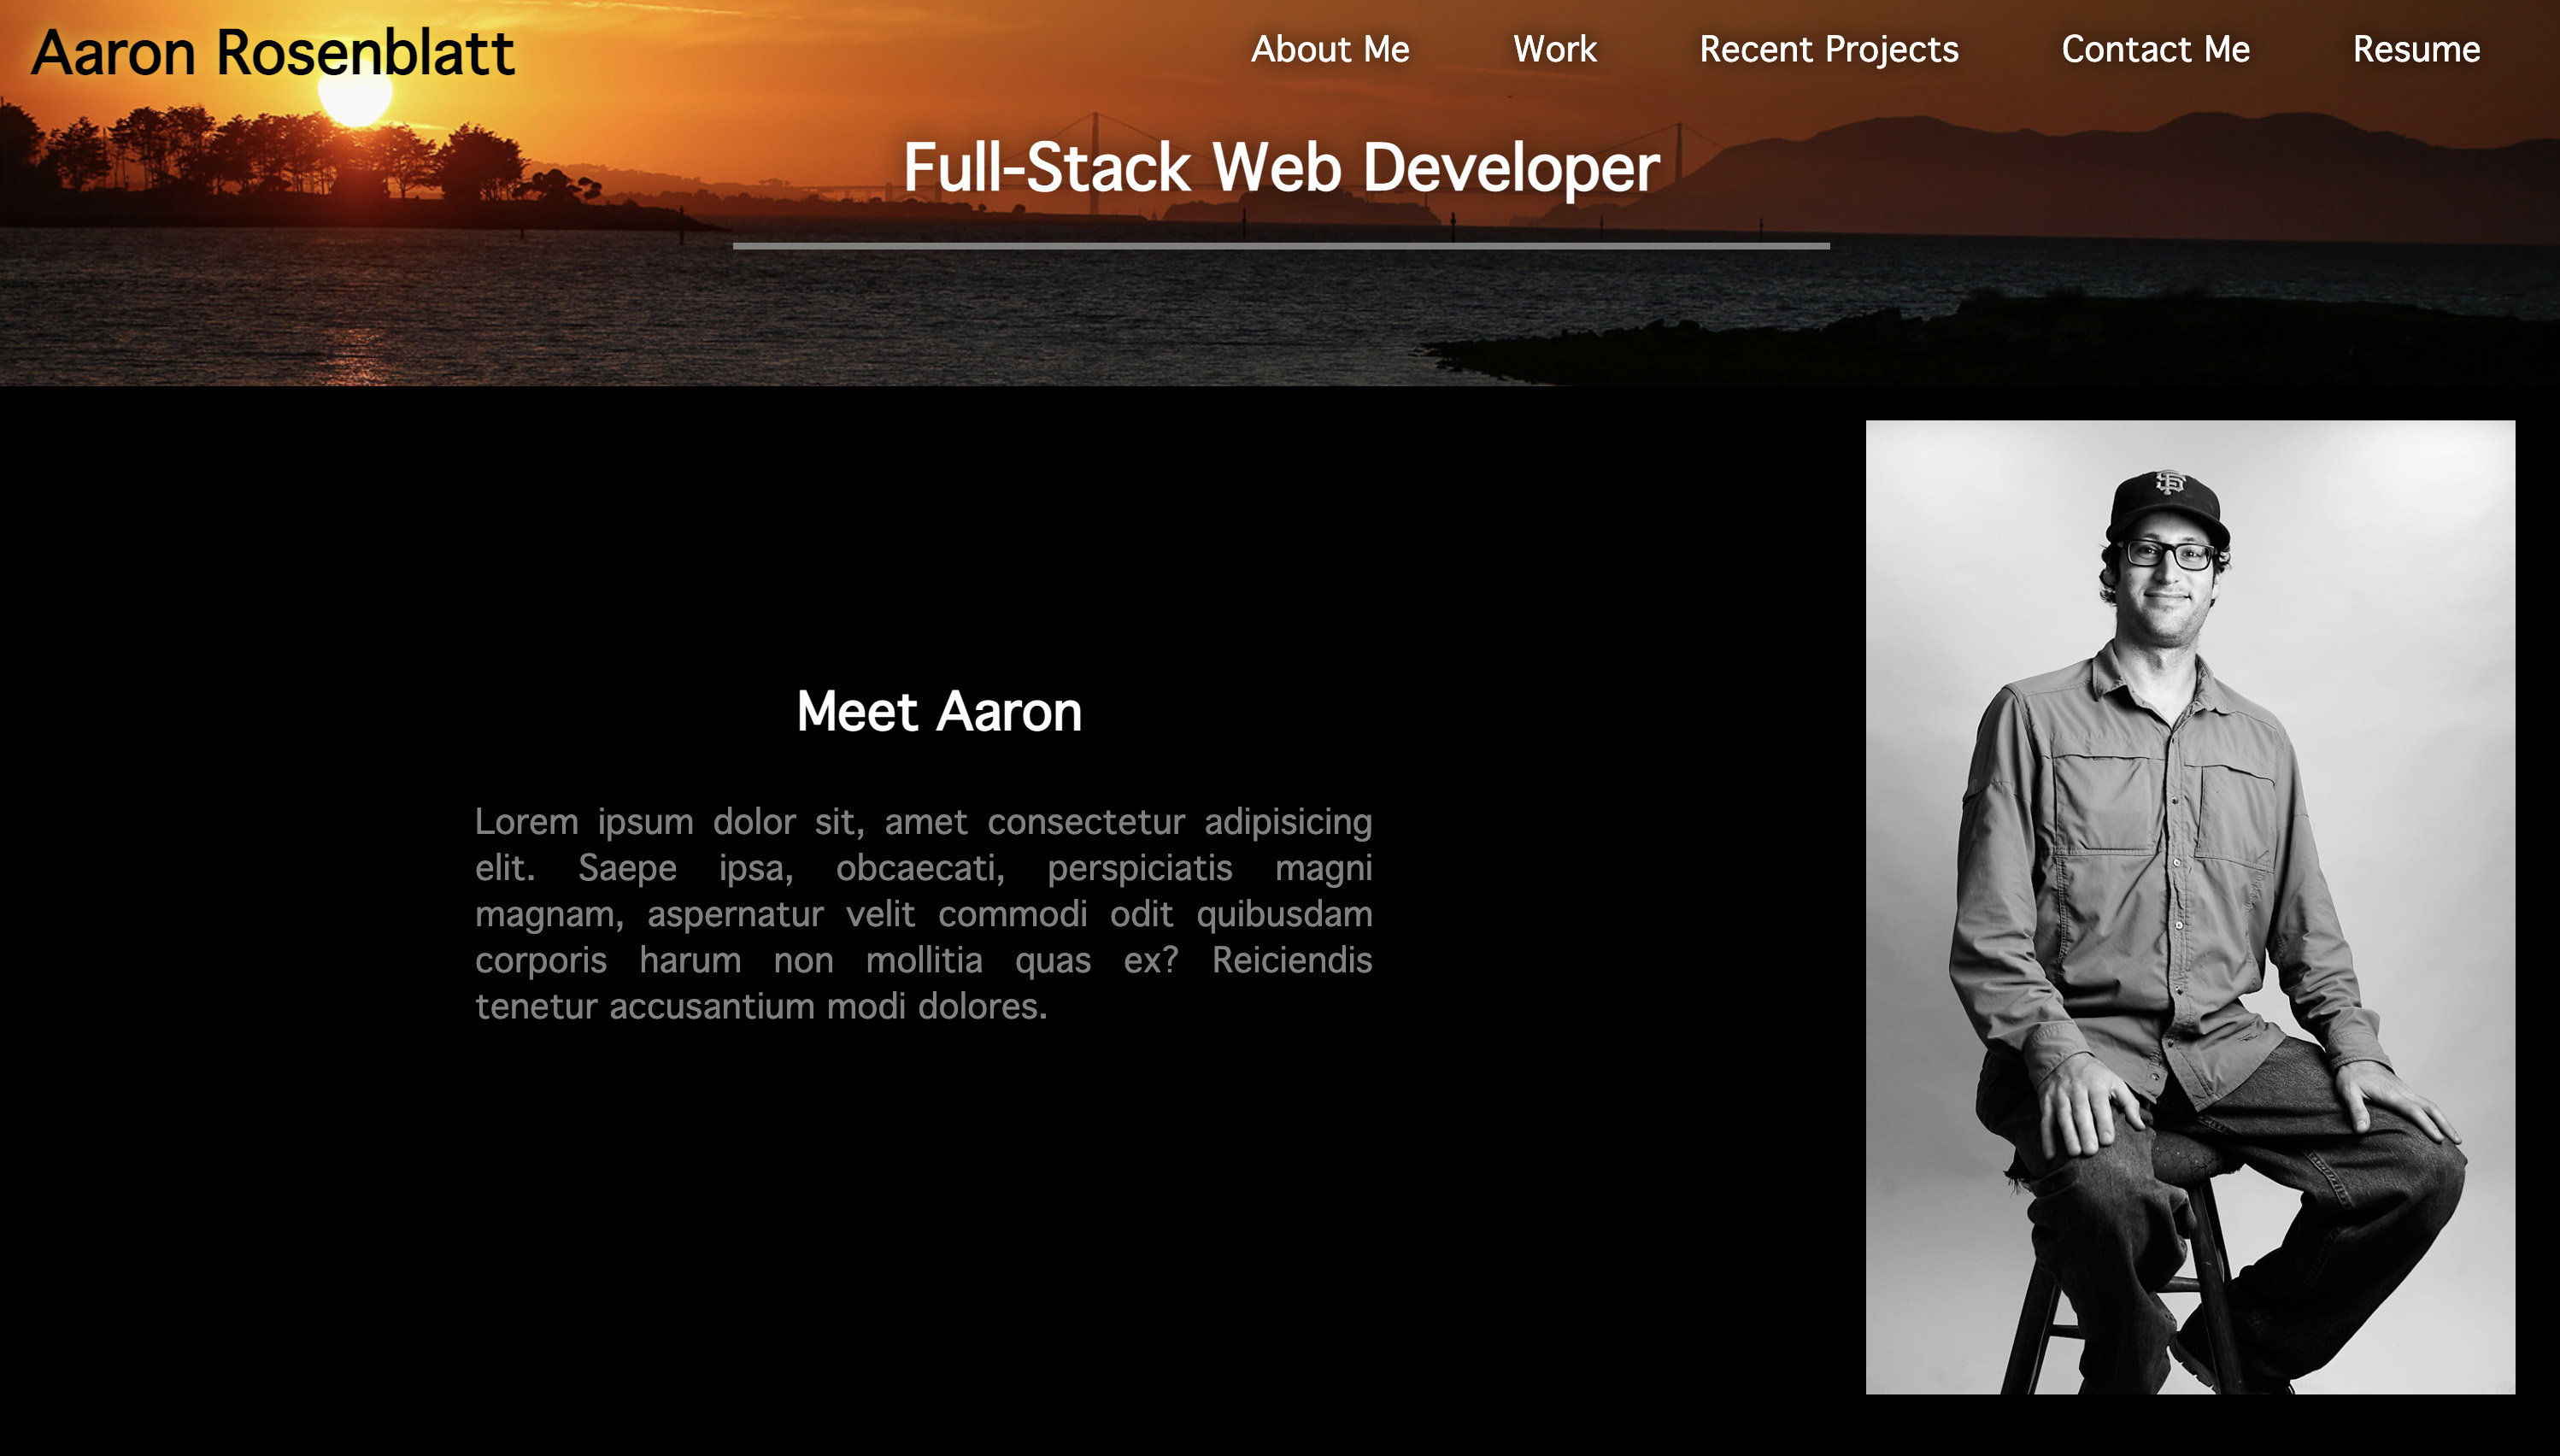 Aaron Rosenblatt
About Me Work Recent Projects Contact Me Resume
Full-Stack Web Developer
SF
Meet Aaron
Lorem ipsum dolor sit, amet consectetur adipisicing
elit. Saepe ipsa, obcaecati, perspiciatis magni
magnam, aspernatur velit commodi odit quibusdam
corporis harum non mollitia quas ex? Reiciendis
tenetur accusantium modi dolores.